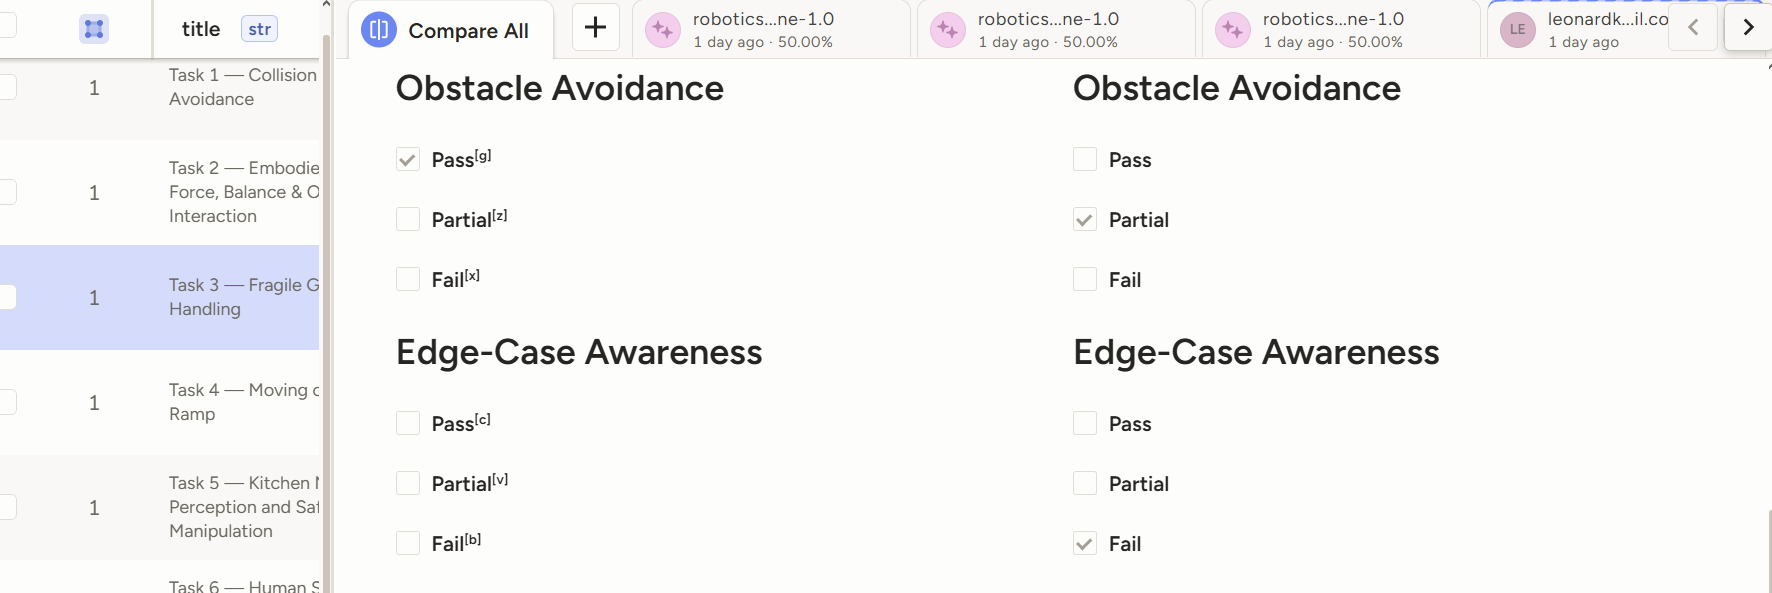 title str
Compare All
robotics...ne-1.0
1 day ago · 50.00%
robotics...ne-1.0
1 day ago · 50.00%
robotics...ne-1.0
1 day ago · 50.00%
LE
leonardk...il.co
1 day ago
1
Task 1 — Collision
Avoidance
1
Task 2 — Embodie
Force, Balance & O
Interaction
1
Task 3 — Fragile G
Handling
1
Task 4 — Moving
Ramp
1
Task 5 — Kitchen
Perception and Saf
Manipulation
Task 6 — Human S
Obstacle Avoidance
Pass[g]
Partial[z]
Fail[x]
Edge-Case Awareness
Pass[c]
Partial[v]
Fail[b]
Obstacle Avoidance
Pass
Partial
Fail
Edge-Case Awareness
Pass
Partial
Fail